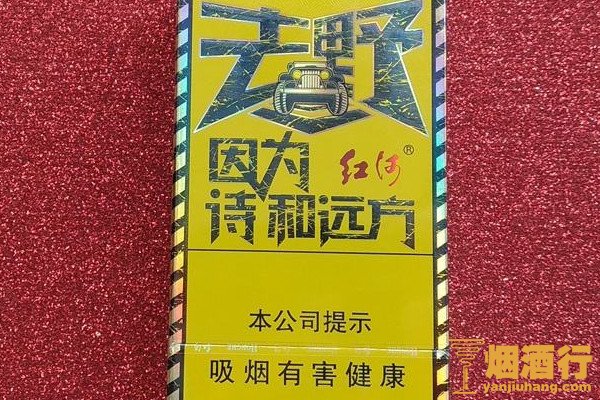 去野
因为
红河®
诗和远方
本公司提示
吸烟有害健康
烟酒行
yanjiuhang.com